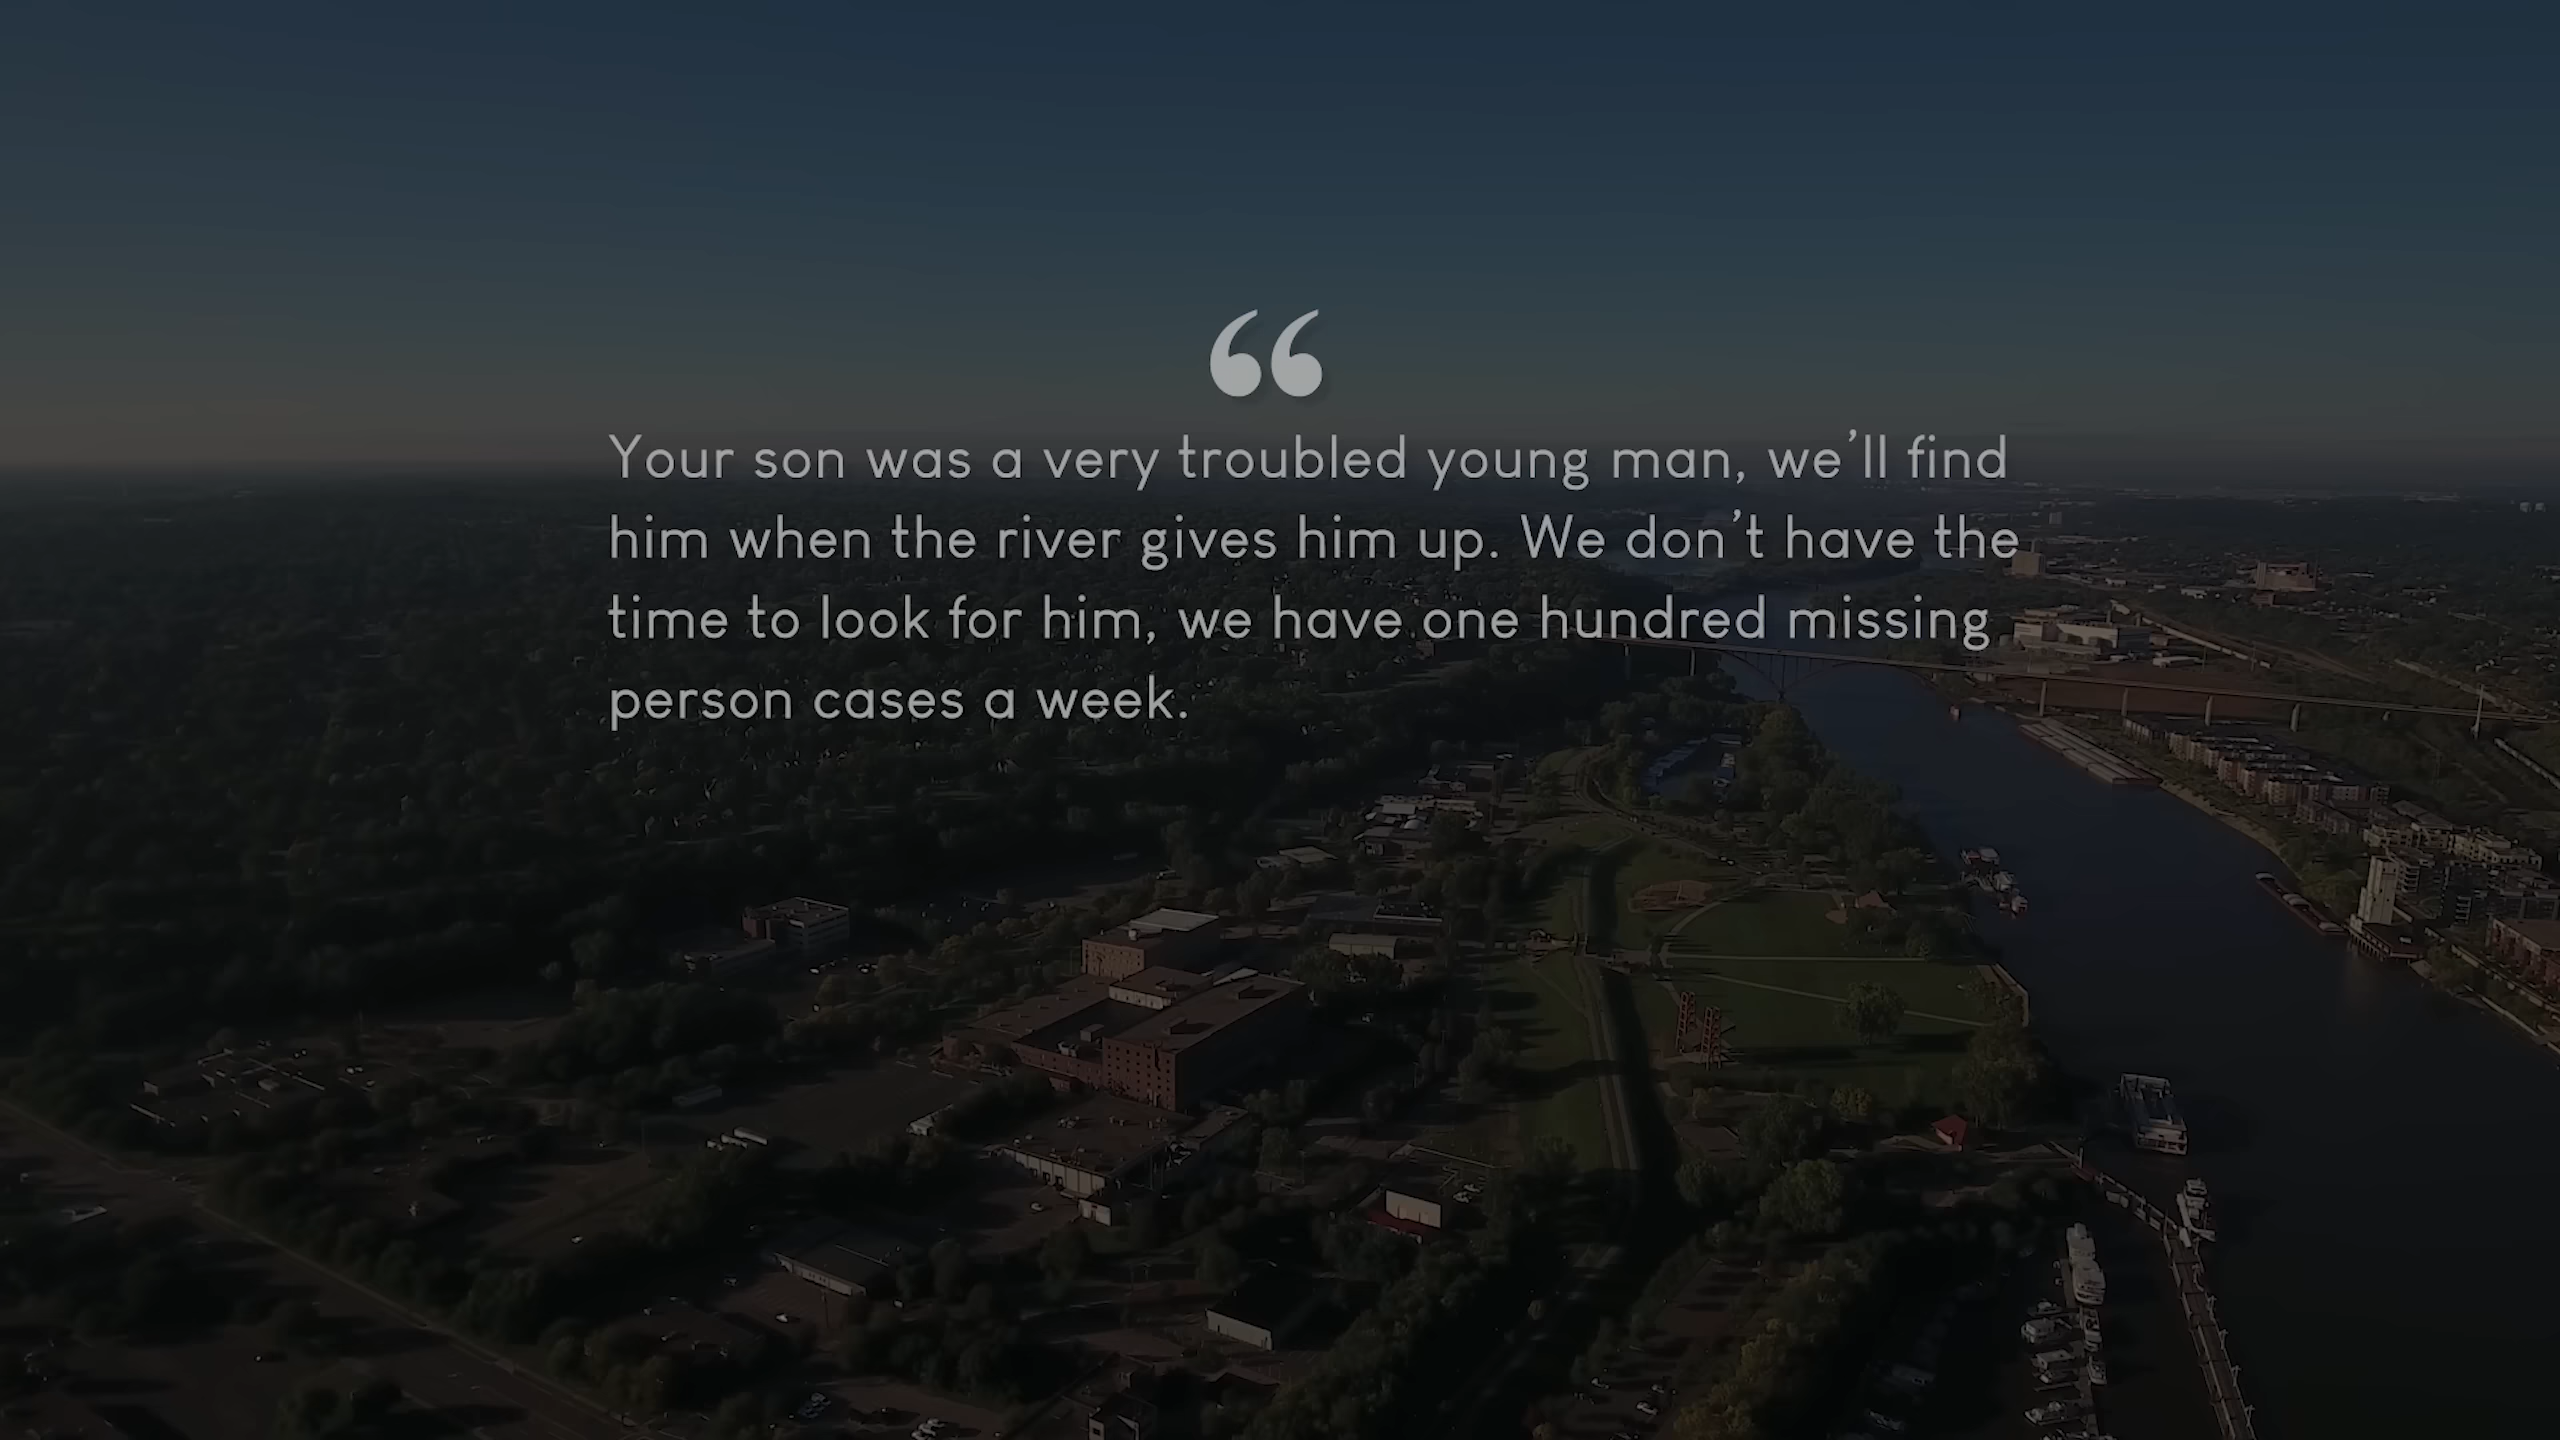 “
Your son was a very troubled young man, we’ll find
him when the river gives him up. We don’t have the
time to look for him, we have one hundred missing
person cases a week.